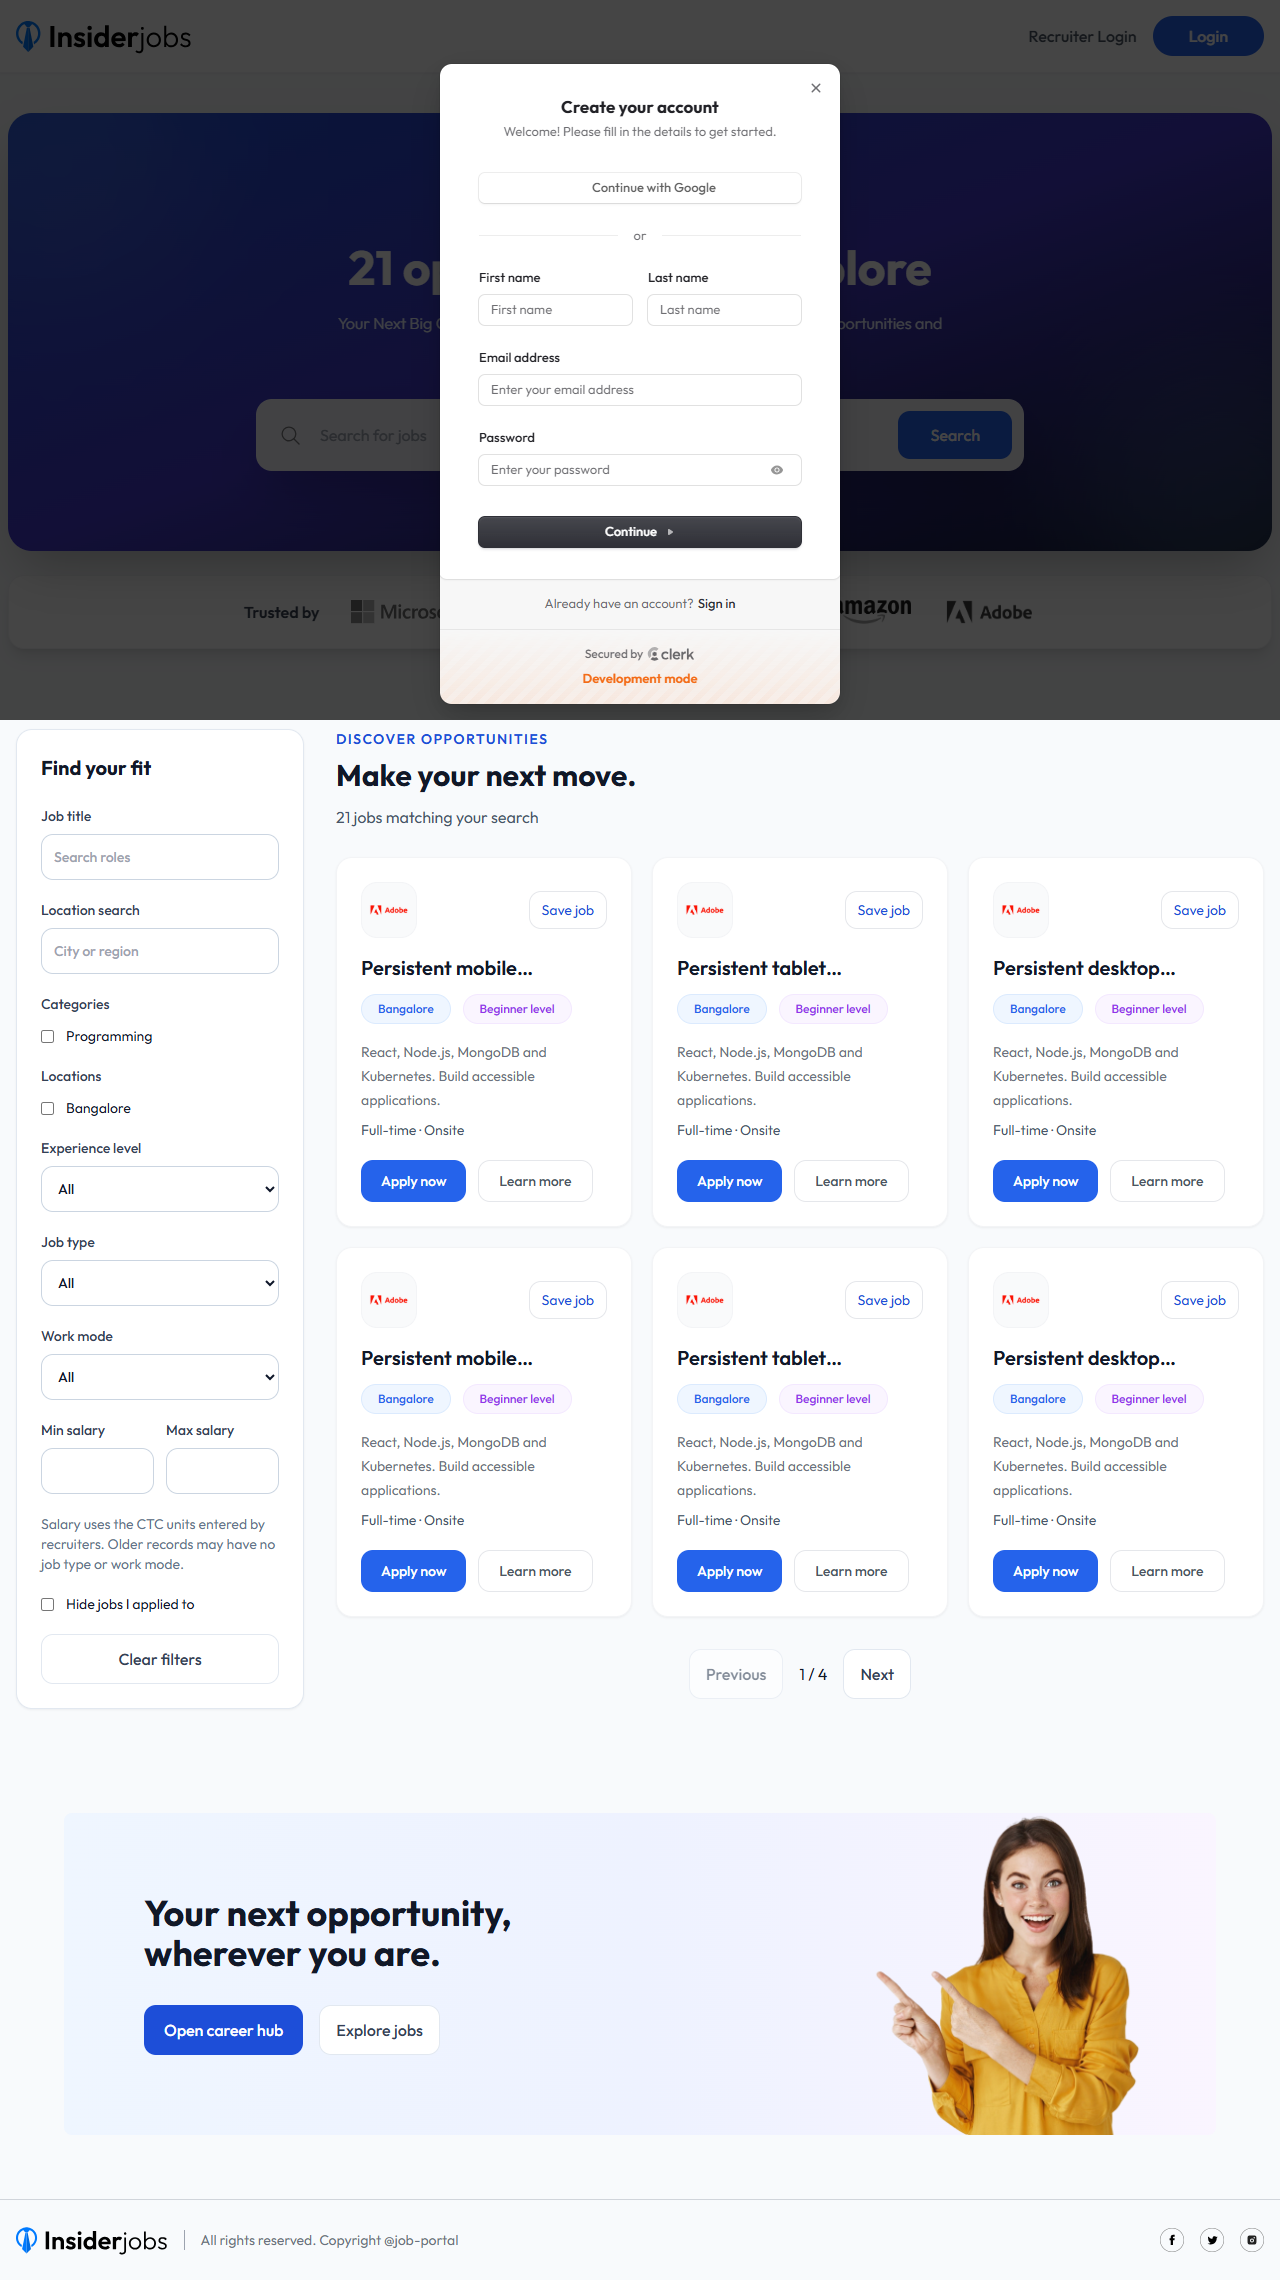 Insiderjobs
Recruiter Login
Login
Create your account
Welcome! Please fill in the details to get started.
Continue with Google
or
First name
Last name
First name
Last name
Email address
Enter your email address
Password
Enter your password
Continue
Already have an account? Sign in
Secured by clerk
Development mode
21 op
plore
Your Next Big
portunities and
Search for jobs
Search
Trusted by
Microso
amazon
Adobe
Find your fit
Job title
Search roles
Location search
City or region
Categories
Programming
Locations
Bangalore
Experience level
All
Job type
All
Work mode
All
Min salary
Max salary
Salary uses the CTC units entered by
recruiters. Older records may have no
job type or work mode.
Hide jobs I applied to
Clear filters
DISCOVER OPPORTUNITIES
Make your next move.
21 jobs matching your search
Adobe
Save job
Persistent mobile...
Bangalore
Beginner level
React, Node.js, MongoDB and
Kubernetes. Build accessible
applications.
Full-time · Onsite
Apply now
Learn more
Adobe
Save job
Persistent tablet...
Bangalore
Beginner level
React, Node.js, MongoDB and
Kubernetes. Build accessible
applications.
Full-time · Onsite
Apply now
Learn more
Adobe
Save job
Persistent desktop...
Bangalore
Beginner level
React, Node.js, MongoDB and
Kubernetes. Build accessible
applications.
Full-time · Onsite
Apply now
Learn more
Adobe
Save job
Persistent mobile...
Bangalore
Beginner level
React, Node.js, MongoDB and
Kubernetes. Build accessible
applications.
Full-time · Onsite
Apply now
Learn more
Adobe
Save job
Persistent tablet...
Bangalore
Beginner level
React, Node.js, MongoDB and
Kubernetes. Build accessible
applications.
Full-time · Onsite
Apply now
Learn more
Adobe
Save job
Persistent desktop...
Bangalore
Beginner level
React, Node.js, MongoDB and
Kubernetes. Build accessible
applications.
Full-time · Onsite
Apply now
Learn more
Previous
1 / 4
Next
Your next opportunity,
wherever you are.
Open career hub
Explore jobs
Insiderjobs
All rights reserved. Copyright @job-portal